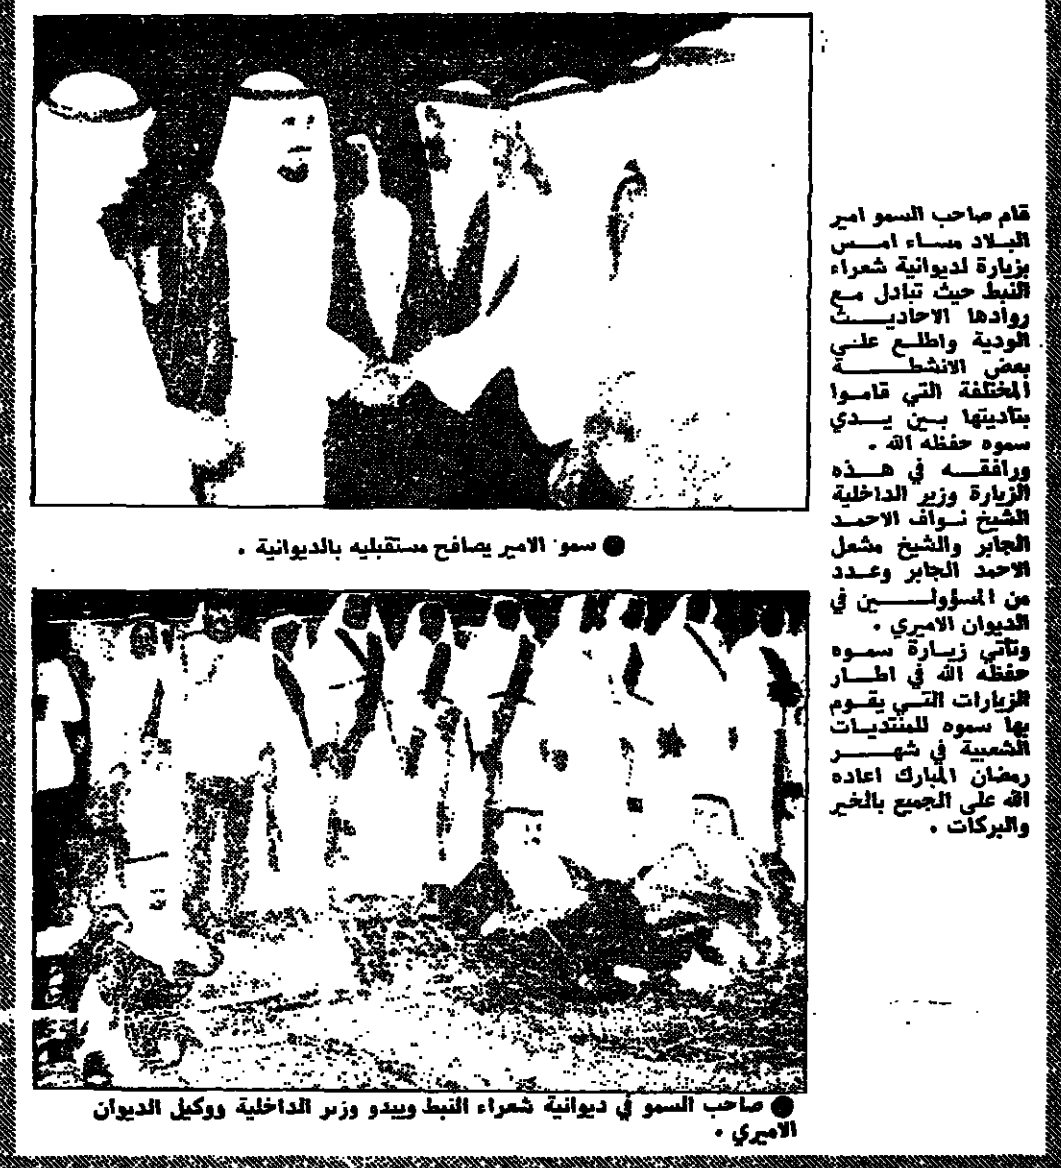 قام صاحب السمو امير
البلاد مساء امس
بزيارة لديوانية شعراء
النبط حيث تبادل مع
روادها الاحاديث
الودية واطلع على
بعض الانشطة
المختلفة التي قاموا
بتاديتها بين يدي
سموه حفظه الله .
ورافقه في هذه
الزيارة وزير الداخلية
الشيخ نواف الاحمد
الجابر والشيخ مشعل
الاحمد الجابر وعدد
من المسؤولين في
الديوان الاميري .
وتأتي زيارة سموه
حفظه الله في اطار
الزيارات التي يقوم
بها سموه للمنتديات
الشعبية في شهر
رمضان المبارك اعاده
الله على الجميع بالخير
والبركات .
سمو الامير يصافح مستقبليه بالديوانية .
صاحب السمو في ديوانية شعراء النبط ويبدو وزير الداخلية ووكيل الديوان
الاميري .